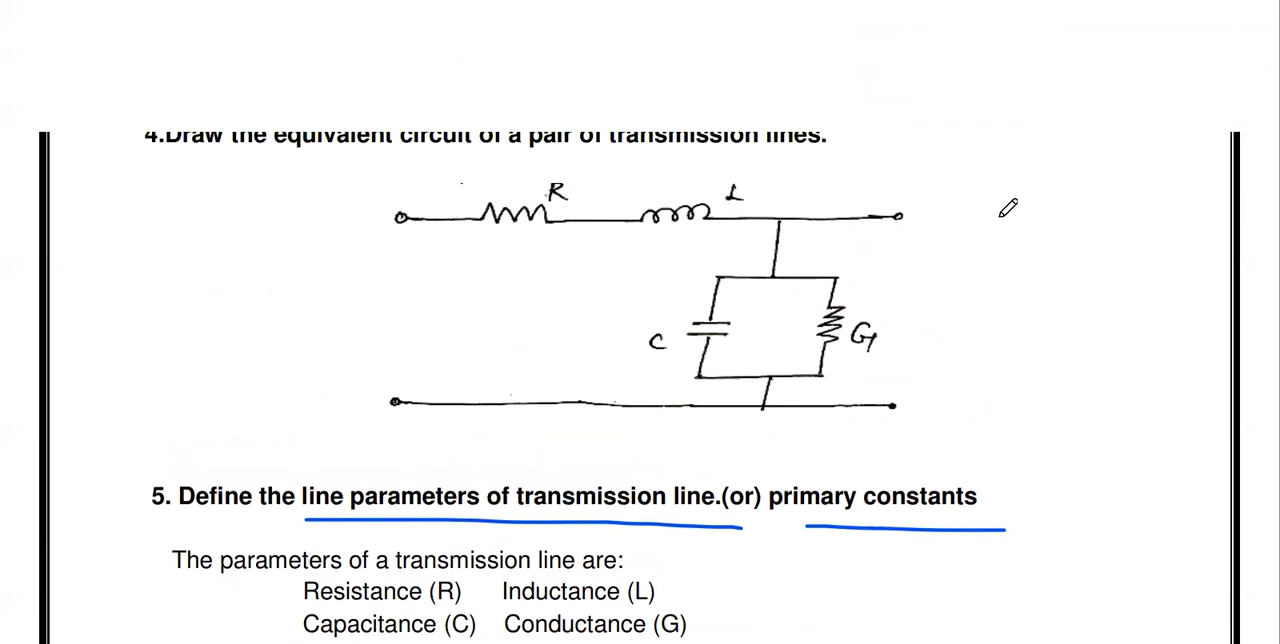 4.Draw the equivalent circuit of a pair of transmission lines.
R
L
C
G
5. Define the line parameters of transmission line.(or) primary constants
The parameters of a transmission line are:
Resistance (R) Inductance (L)
Capacitance (C) Conductance (G)